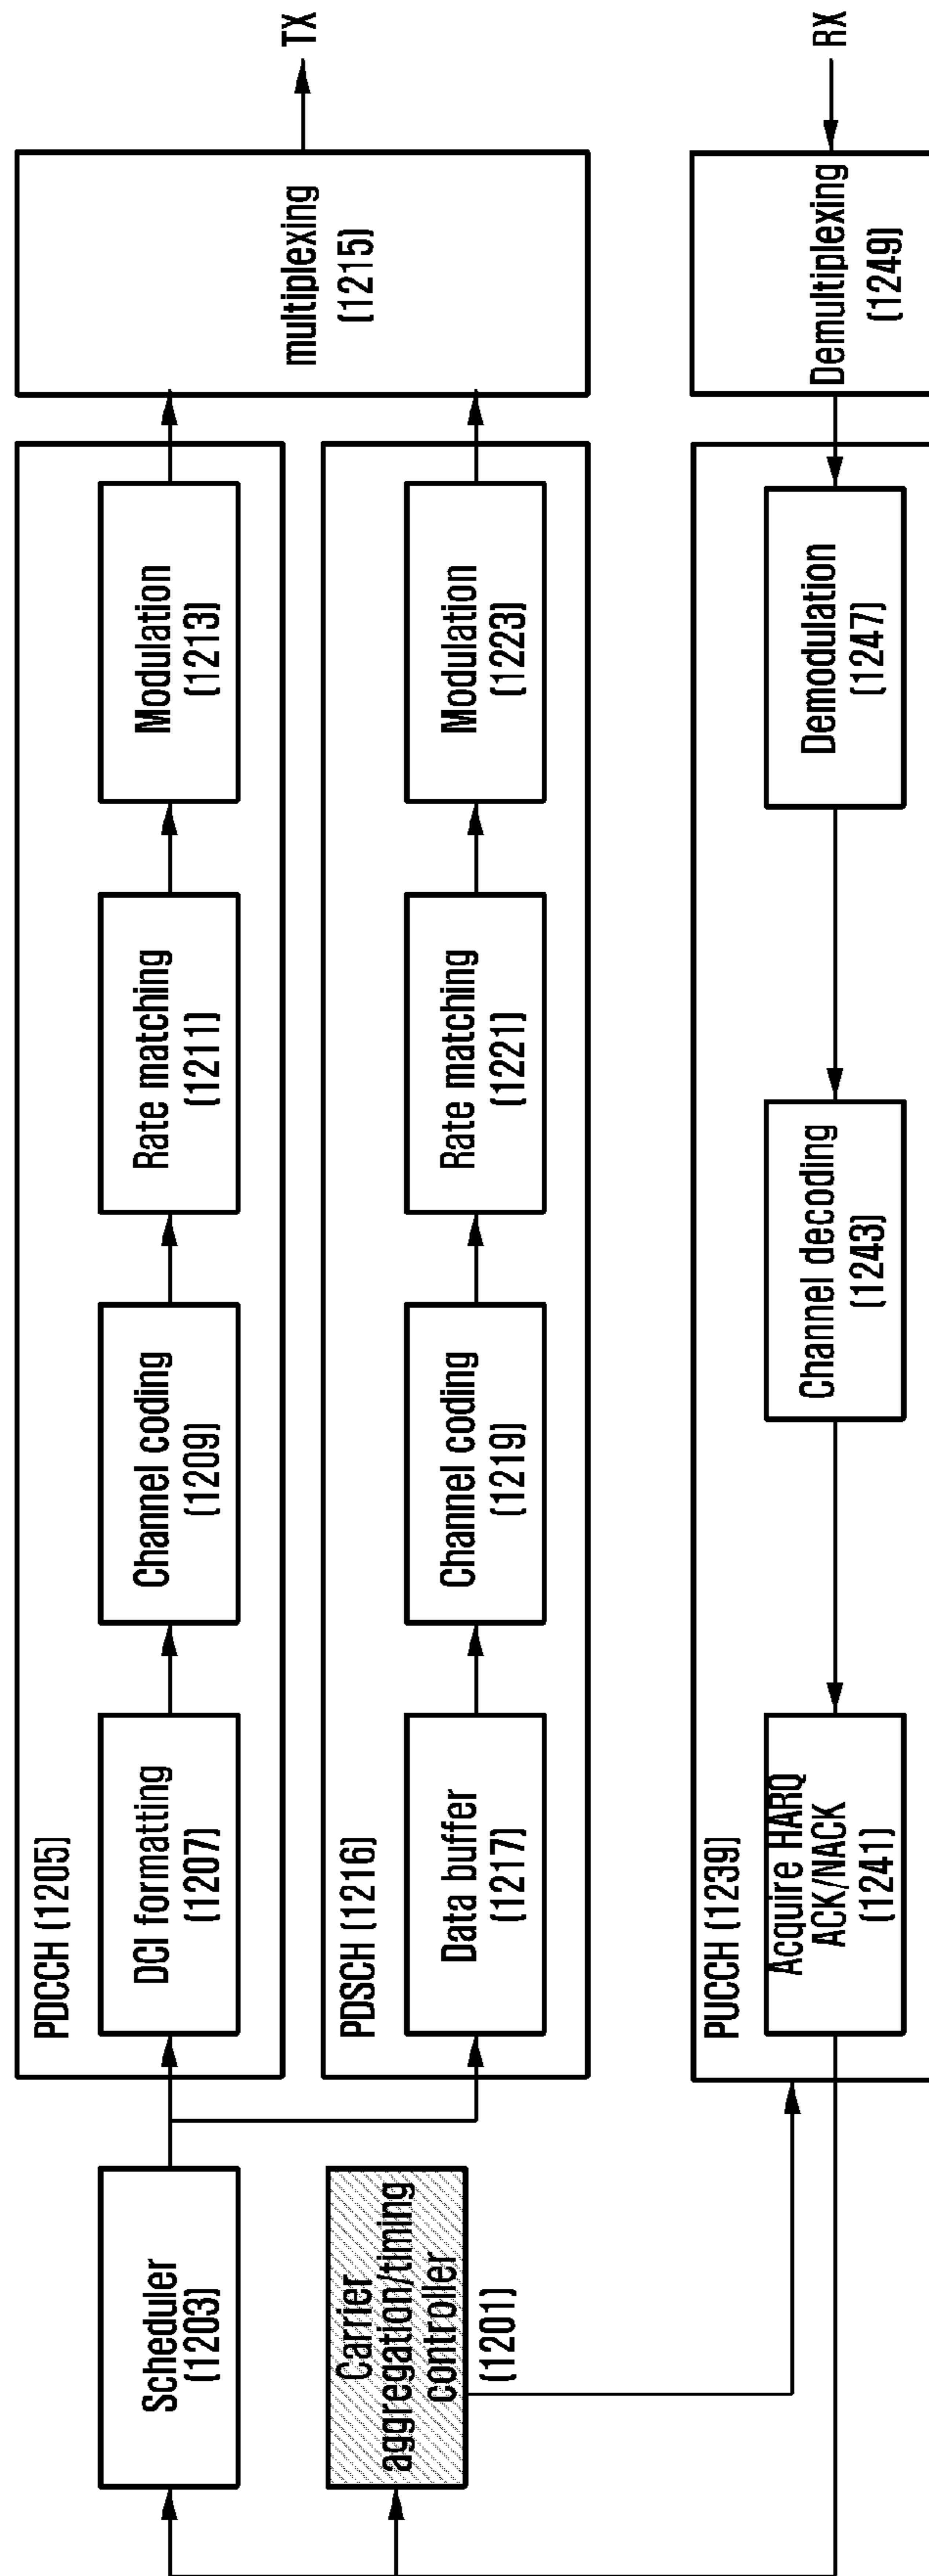 Scheduler
(1203)
Carrier
aggregation/timing
controller
(1201)
PDCCH (1205)
DCI formatting
(1207)
Channel coding
(1209)
Rate matching
(1211)
Modulation
(1213)
PDSCH (1216)
Data buffer
(1217)
Channel coding
(1219)
Rate matching
(1221)
Modulation
(1223)
multiplexing
(1215)
TX
PUCCH (1239)
Acquire HARQ
ACK/NACK
(1241)
Channel decoding
(1243)
Demodulation
(1247)
Demultiplexing
(1249)
RX